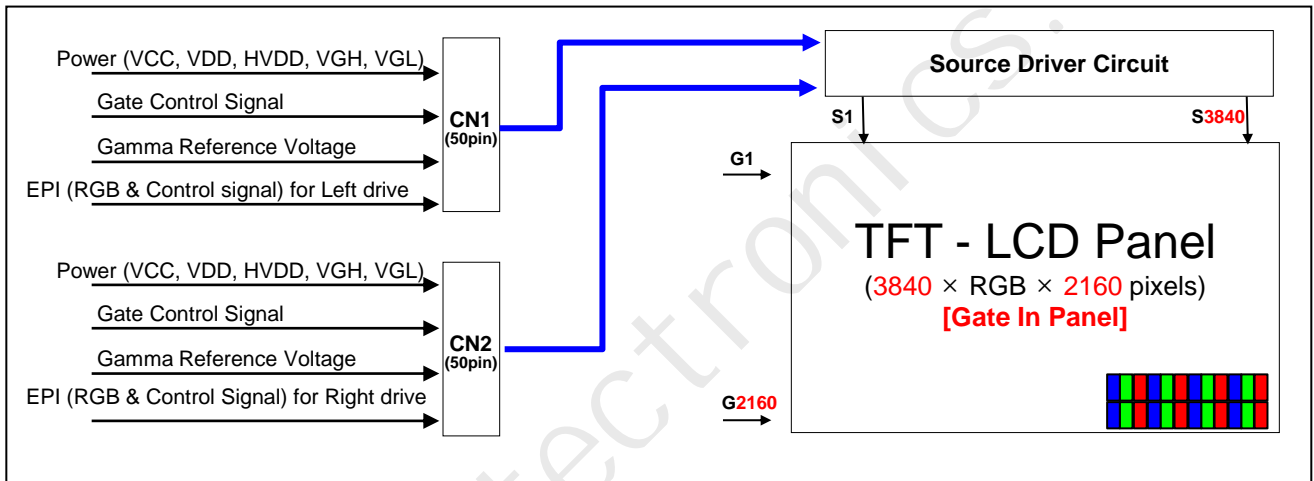 Power (VCC, VDD, HVDD, VGH, VGL)
Gate Control Signal
Gamma Reference Voltage
EPI (RGB & Control signal) for Left drive
CN1
(50pin)
Power (VCC, VDD, HVDD, VGH, VGL)
Gate Control Signal
Gamma Reference Voltage
EPI (RGB & Control Signal) for Right drive
CN2
(50pin)
Source Driver Circuit
S1
S3840
G1
G2160
TFT - LCD Panel
(3840 × RGB × 2160 pixels)
[Gate In Panel]